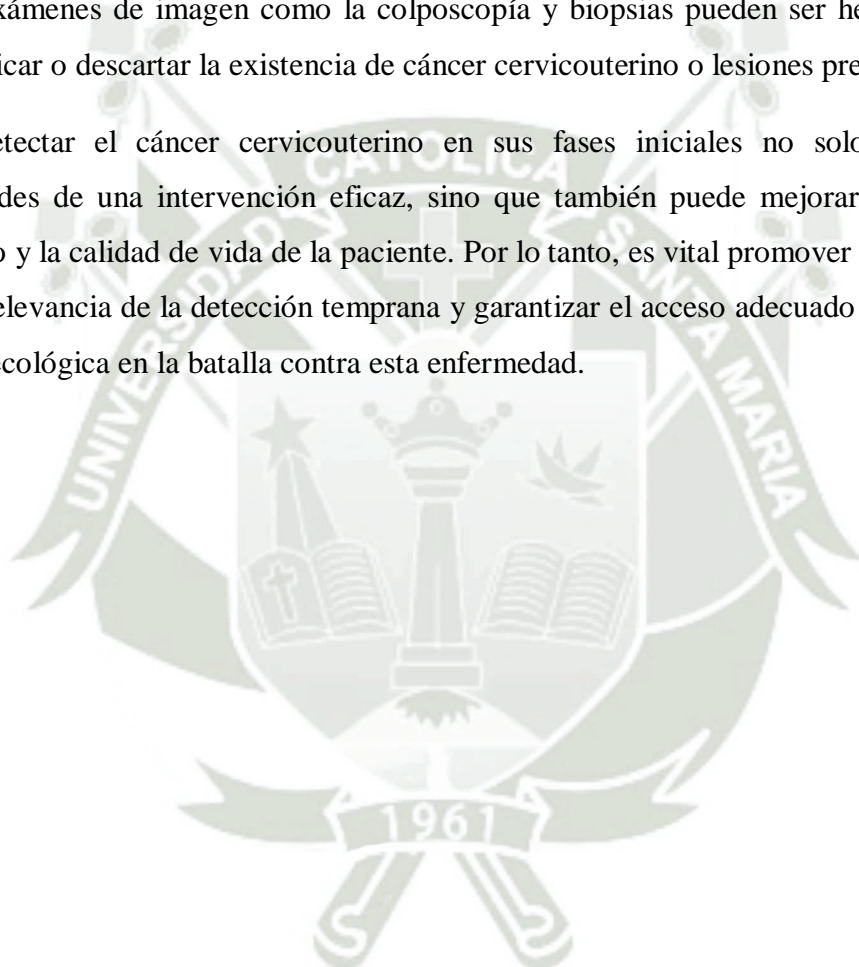 xámenes de imagen como la colposcopía y biopsias pueden ser he
icar o descartar la existencia de cáncer cervicouterino o lesiones pre
etectar el cáncer cervicouterino en sus fases iniciales no solo
des de una intervención eficaz, sino que también puede mejorar
o y la calidad de vida de la paciente. Por lo tanto, es vital promover
elevancia de la detección temprana y garantizar el acceso adecuado
ecológica en la batalla contra esta enfermedad.
UNIVERSIDAD CATOLICA SANTA MARIA
1961